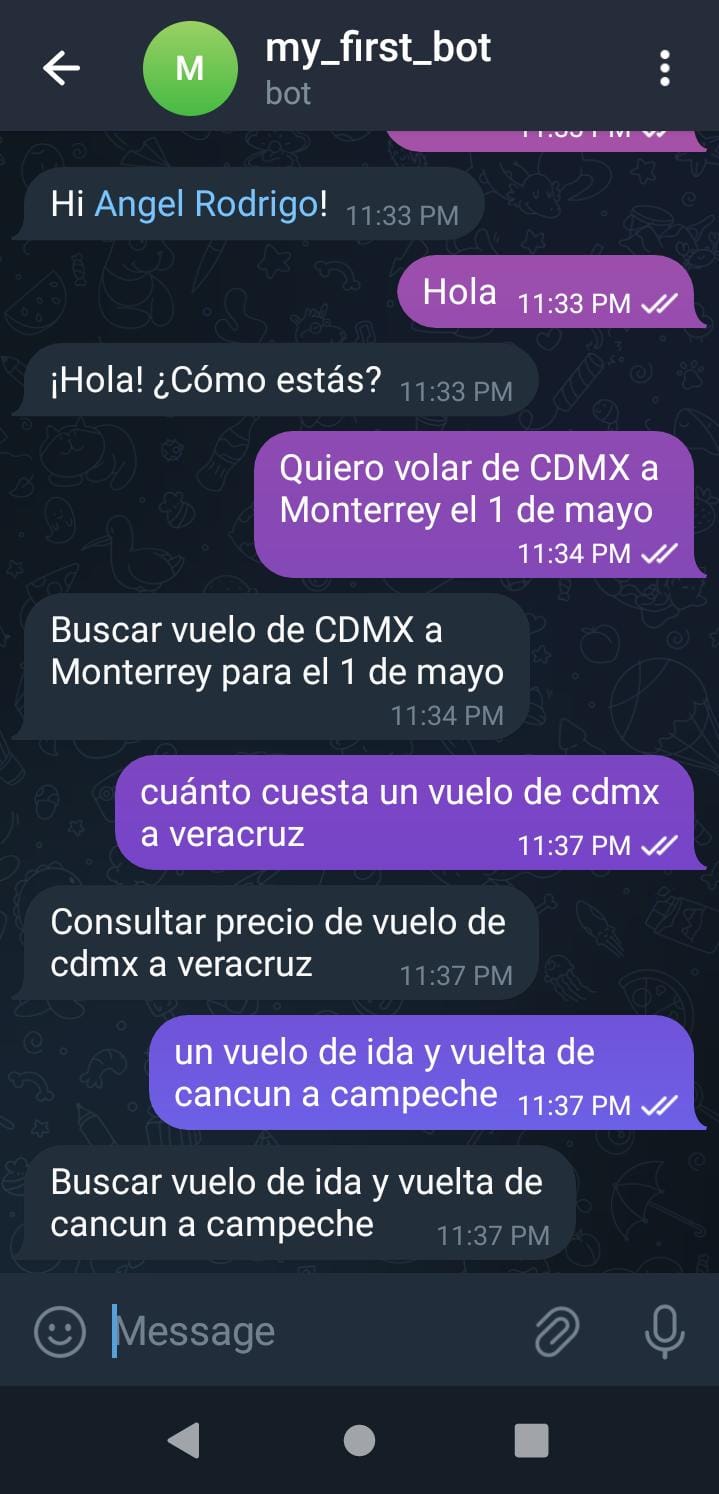 M
my_first_bot
bot
Hi Angel Rodrigo! 11:33 PM
Hola 11:33 PM
¡Hola! ¿Cómo estás? 11:33 PM
Quiero volar de CDMX a
Monterrey el 1 de mayo
11:34 PM
Buscar vuelo de CDMX a
Monterrey para el 1 de mayo
11:34 PM
cuánto cuesta un vuelo de cdmx
a veracruz 11:37 PM
Consultar precio de vuelo de
cdmx a veracruz 11:37 PM
un vuelo de ida y vuelta de
cancun a campeche 11:37 PM
Buscar vuelo de ida y vuelta de
cancun a campeche 11:37 PM
Message